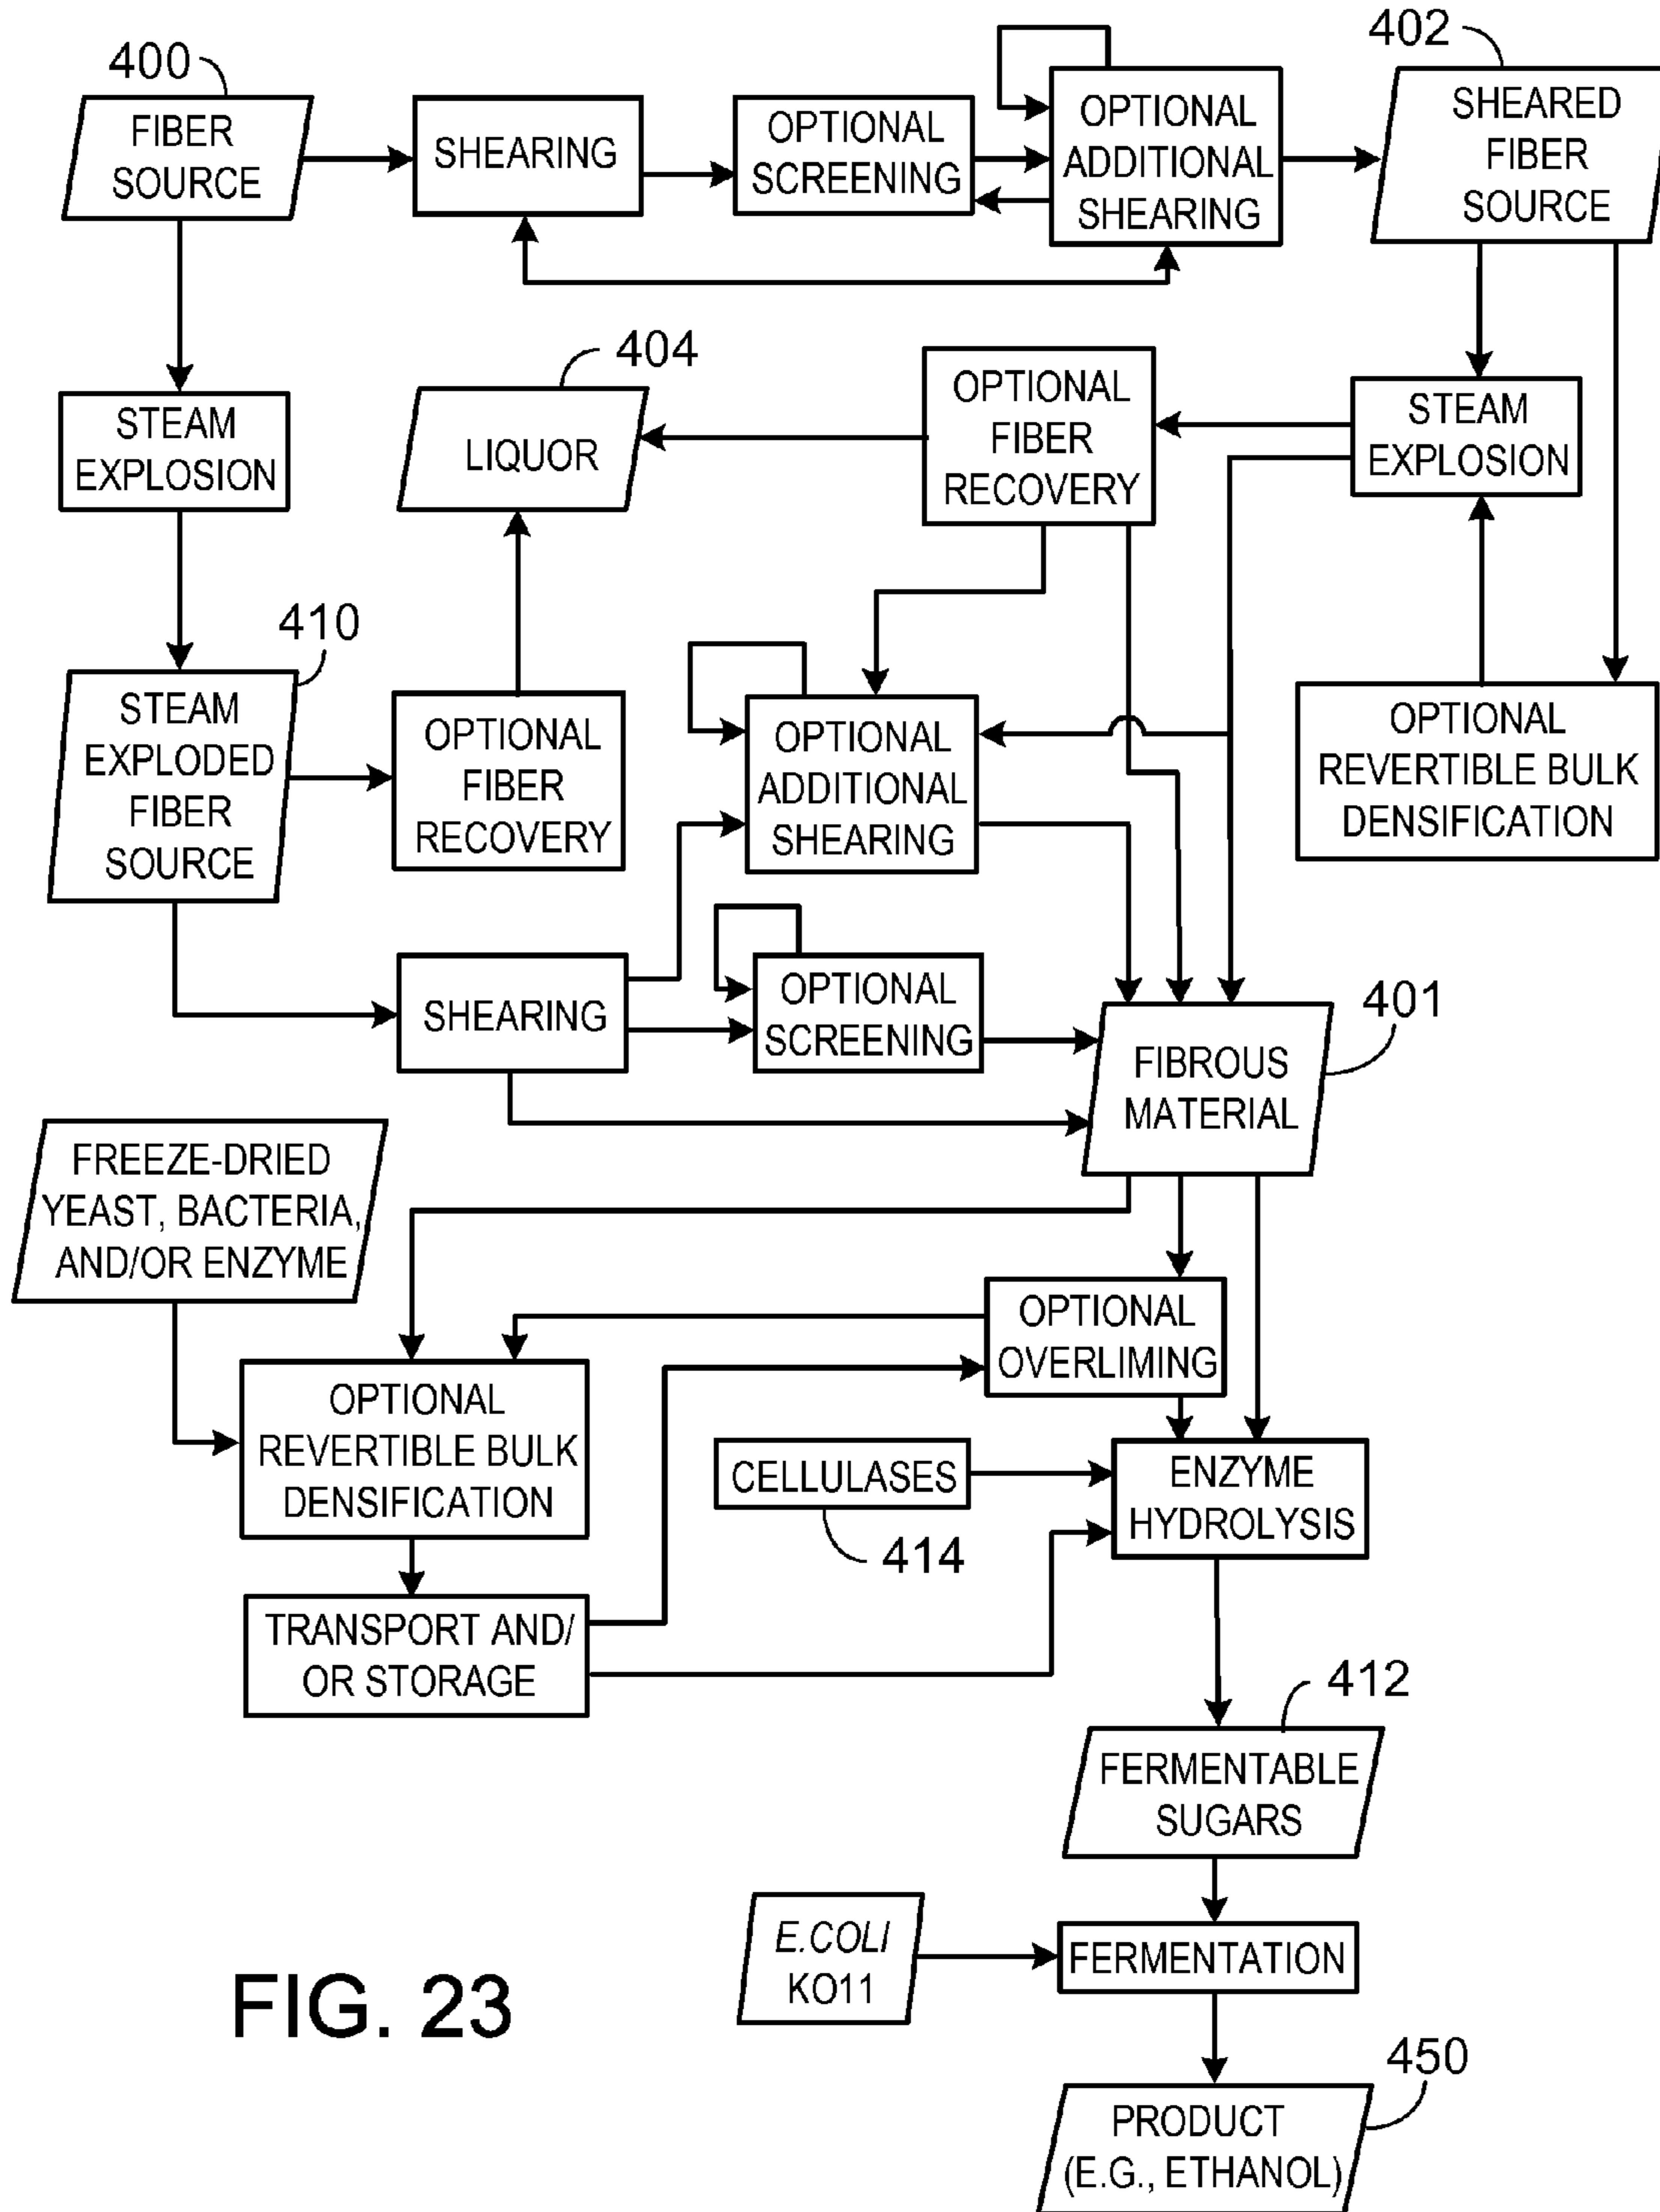 400
FIBER
SOURCE
SHEARING
OPTIONAL
SCREENING
OPTIONAL
ADDITIONAL
SHEARING
402
SHEARED
FIBER
SOURCE
STEAM
EXPLOSION
404
LIQUOR
OPTIONAL
FIBER
RECOVERY
STEAM
EXPLOSION
410
STEAM
EXPLODED
FIBER
SOURCE
OPTIONAL
FIBER
RECOVERY
OPTIONAL
ADDITIONAL
SHEARING
OPTIONAL
REVERTIBLE BULK
DENSIFICATION
SHEARING
OPTIONAL
SCREENING
401
FIBROUS
MATERIAL
FREEZE-DRIED
YEAST, BACTERIA,
AND/OR ENZYME
OPTIONAL
OVERLIMING
OPTIONAL
REVERTIBLE BULK
DENSIFICATION
CELLULASES
414
ENZYME
HYDROLYSIS
TRANSPORT AND/
OR STORAGE
412
FERMENTABLE
SUGARS
E.COLI
KO11
FERMENTATION
FIG. 23
450
PRODUCT
(E.G., ETHANOL)